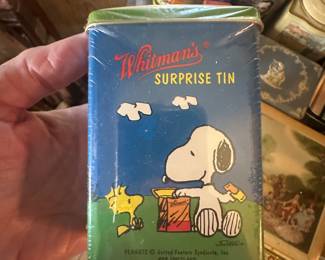 Whitman's®
SURPRISE TIN
PEANUTS © United Feature Syndicate, Inc.